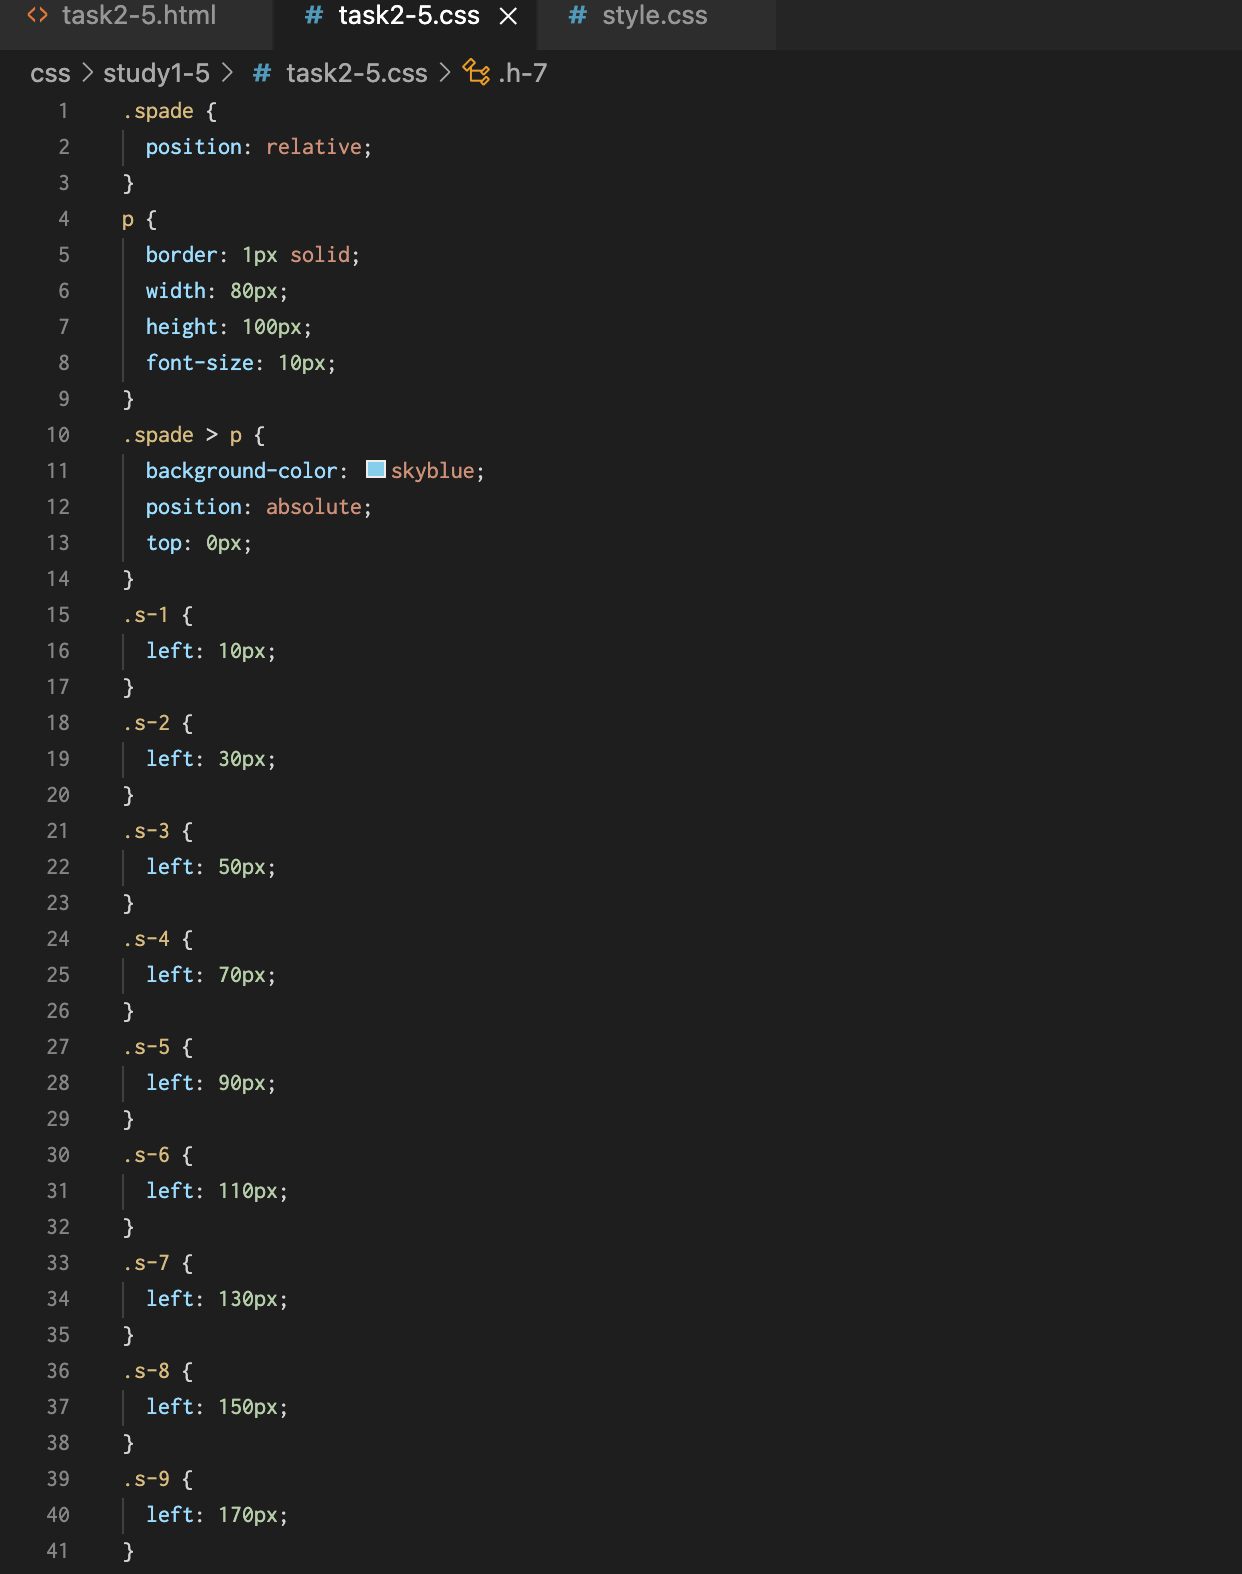 <> task2-5.html # task2-5.css × # style.css
css > study1-5 > # task2-5.css > .h-7
1 .spade {
2 position: relative;
3 }
4 p {
5 border: 1px solid;
6 width: 80px;
7 height: 100px;
8 font-size: 10px;
9 }
10 .spade > p {
11 background-color: skyblue;
12 position: absolute;
13 top: 0px;
14 }
15 .s-1 {
16 left: 10px;
17 }
18 .s-2 {
19 left: 30px;
20 }
21 .s-3 {
22 left: 50px;
23 }
24 .s-4 {
25 left: 70px;
26 }
27 .s-5 {
28 left: 90px;
29 }
30 .s-6 {
31 left: 110px;
32 }
33 .s-7 {
34 left: 130px;
35 }
36 .s-8 {
37 left: 150px;
38 }
39 .s-9 {
40 left: 170px;
41 }